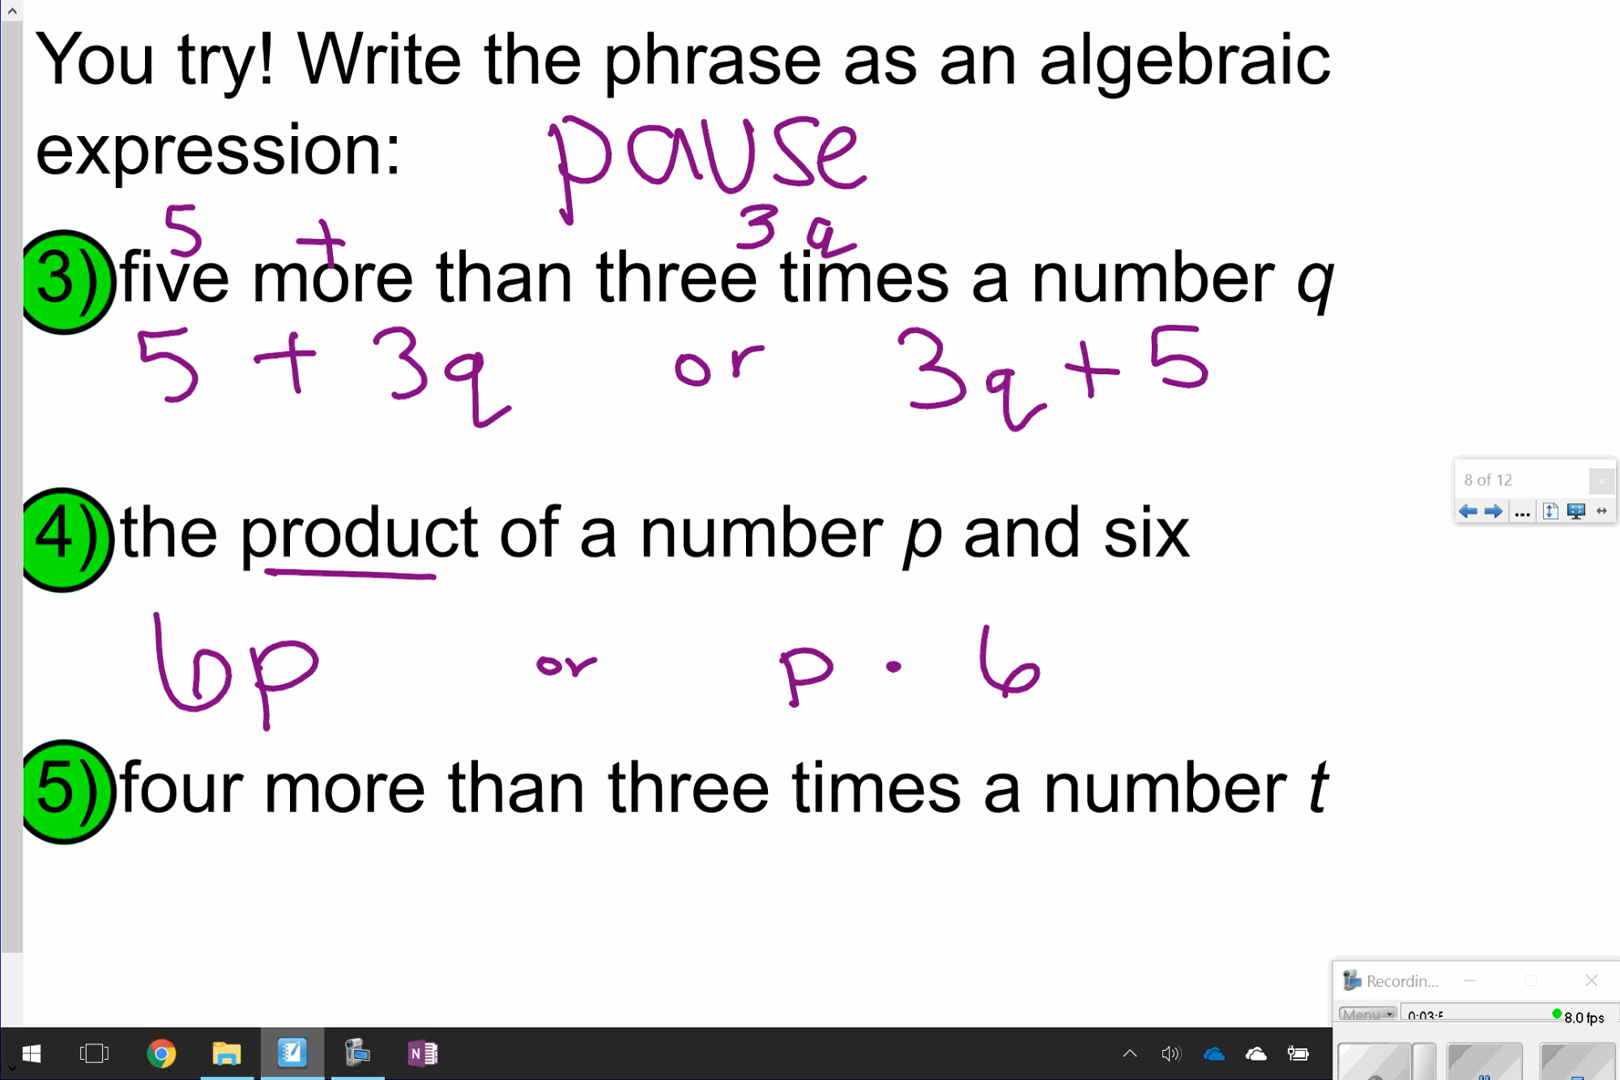 You try! Write the phrase as an algebraic
expression: pause
5 + 3 q
3) five more than three times a number q
5 + 3q or 3q + 5
8 of 12
4) the product of a number p and six
6p or p · 6
5) four more than three times a number t
Recordin...
Menu
8.0 fps